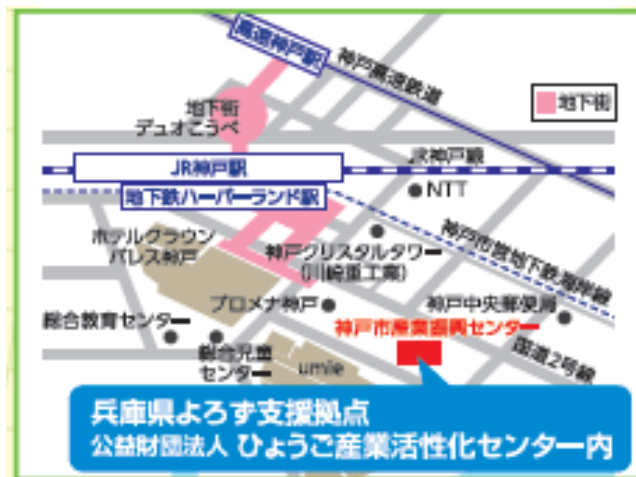 高速神戸駅
神戸高速鉄道
地下街
地下街
デュオこうべ
JR神戸駅
JR神戸線
地下鉄ハーバーランド駅
NTT
神戸市営地下鉄海岸線
ホテルクラウン
パレス神戸
神戸クリスタルタワー
(川崎重工業)
プロメナ神戸
神戸中央郵便局
総合教育センター
神戸市産業振興センター
総合児童
センター
umie
国道2号線
兵庫県よろず支援拠点
公益財団法人 ひょうご産業活性化センター内